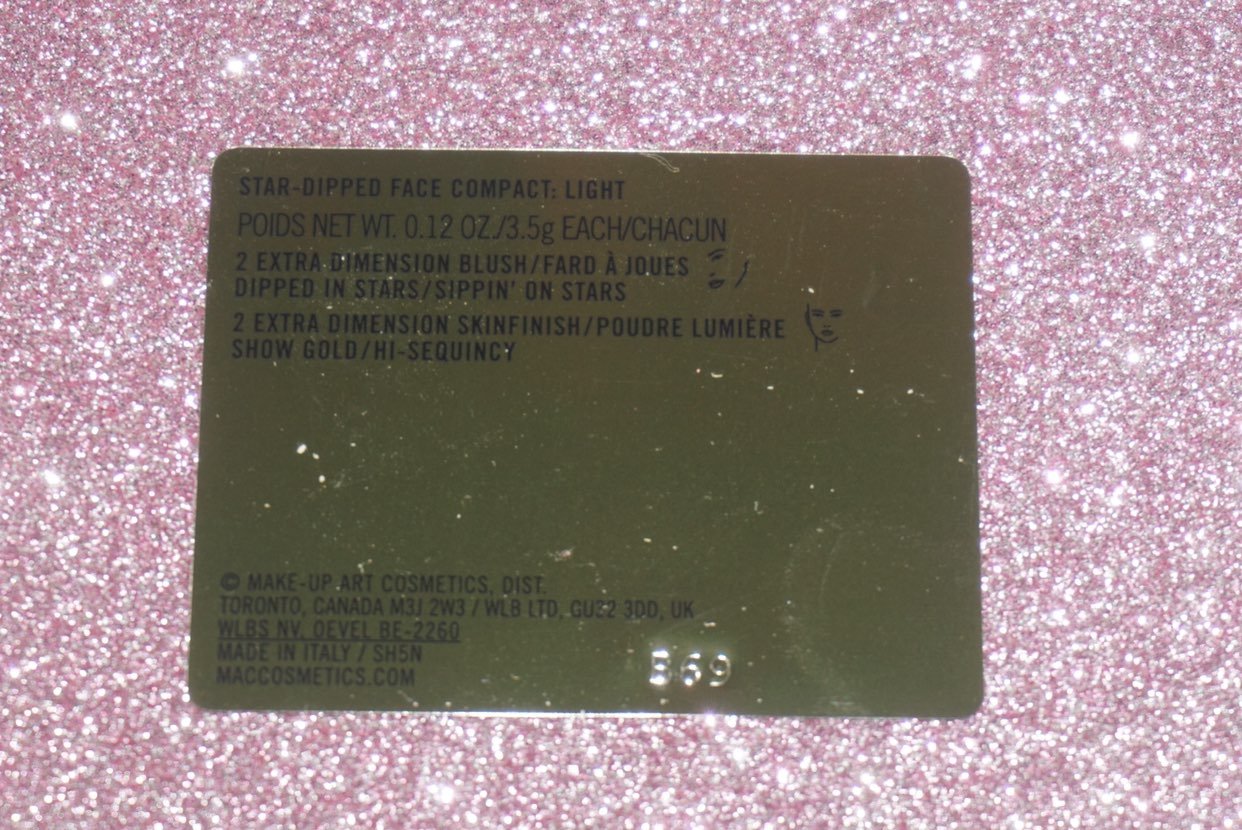 STAR-DIPPED FACE COMPACT: LIGHT
POIDS NET WT. 0.12 OZ./3.5g EACH/CHACUN
2 EXTRA DIMENSION BLUSH/FARD À JOUES
DIPPED IN STARS/SIPPIN' ON STARS
2 EXTRA DIMENSION SKINFINISH/POUDRE LUMIÈRE
SHOW GOLD/HI-SEQUINCY
© MAKE-UP ART COSMETICS, DIST.
TORONTO, CANADA M3J 2W3 / WLB LTD, GU32 3DD, UK
WLBS NV, OEVEL BE-2260
MADE IN ITALY / SH5N
MACCOSMETICS.COM
B69